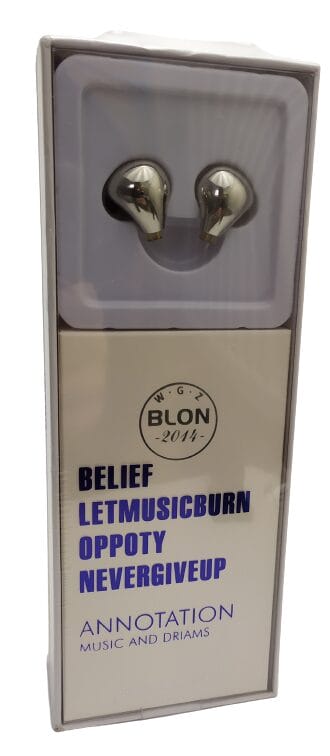 W·G·Z
BLON
-2014-
BELIEF
LETMUSICBURN
OPPOTY
NEVERGIVEUP
ANNOTATION
MUSIC AND DRIAMS